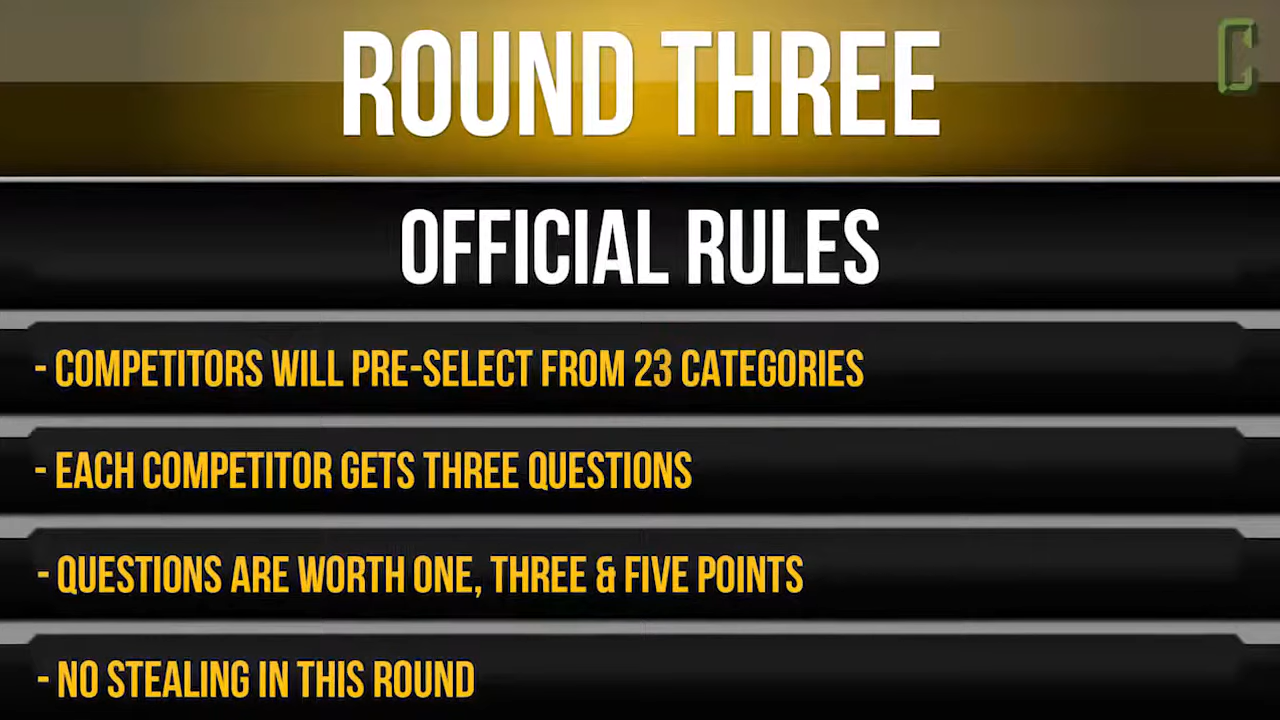 ROUND THREE
OFFICIAL RULES
- COMPETITORS WILL PRE-SELECT FROM 23 CATEGORIES
- EACH COMPETITOR GETS THREE QUESTIONS
- QUESTIONS ARE WORTH ONE, THREE & FIVE POINTS
- NO STEALING IN THIS ROUND